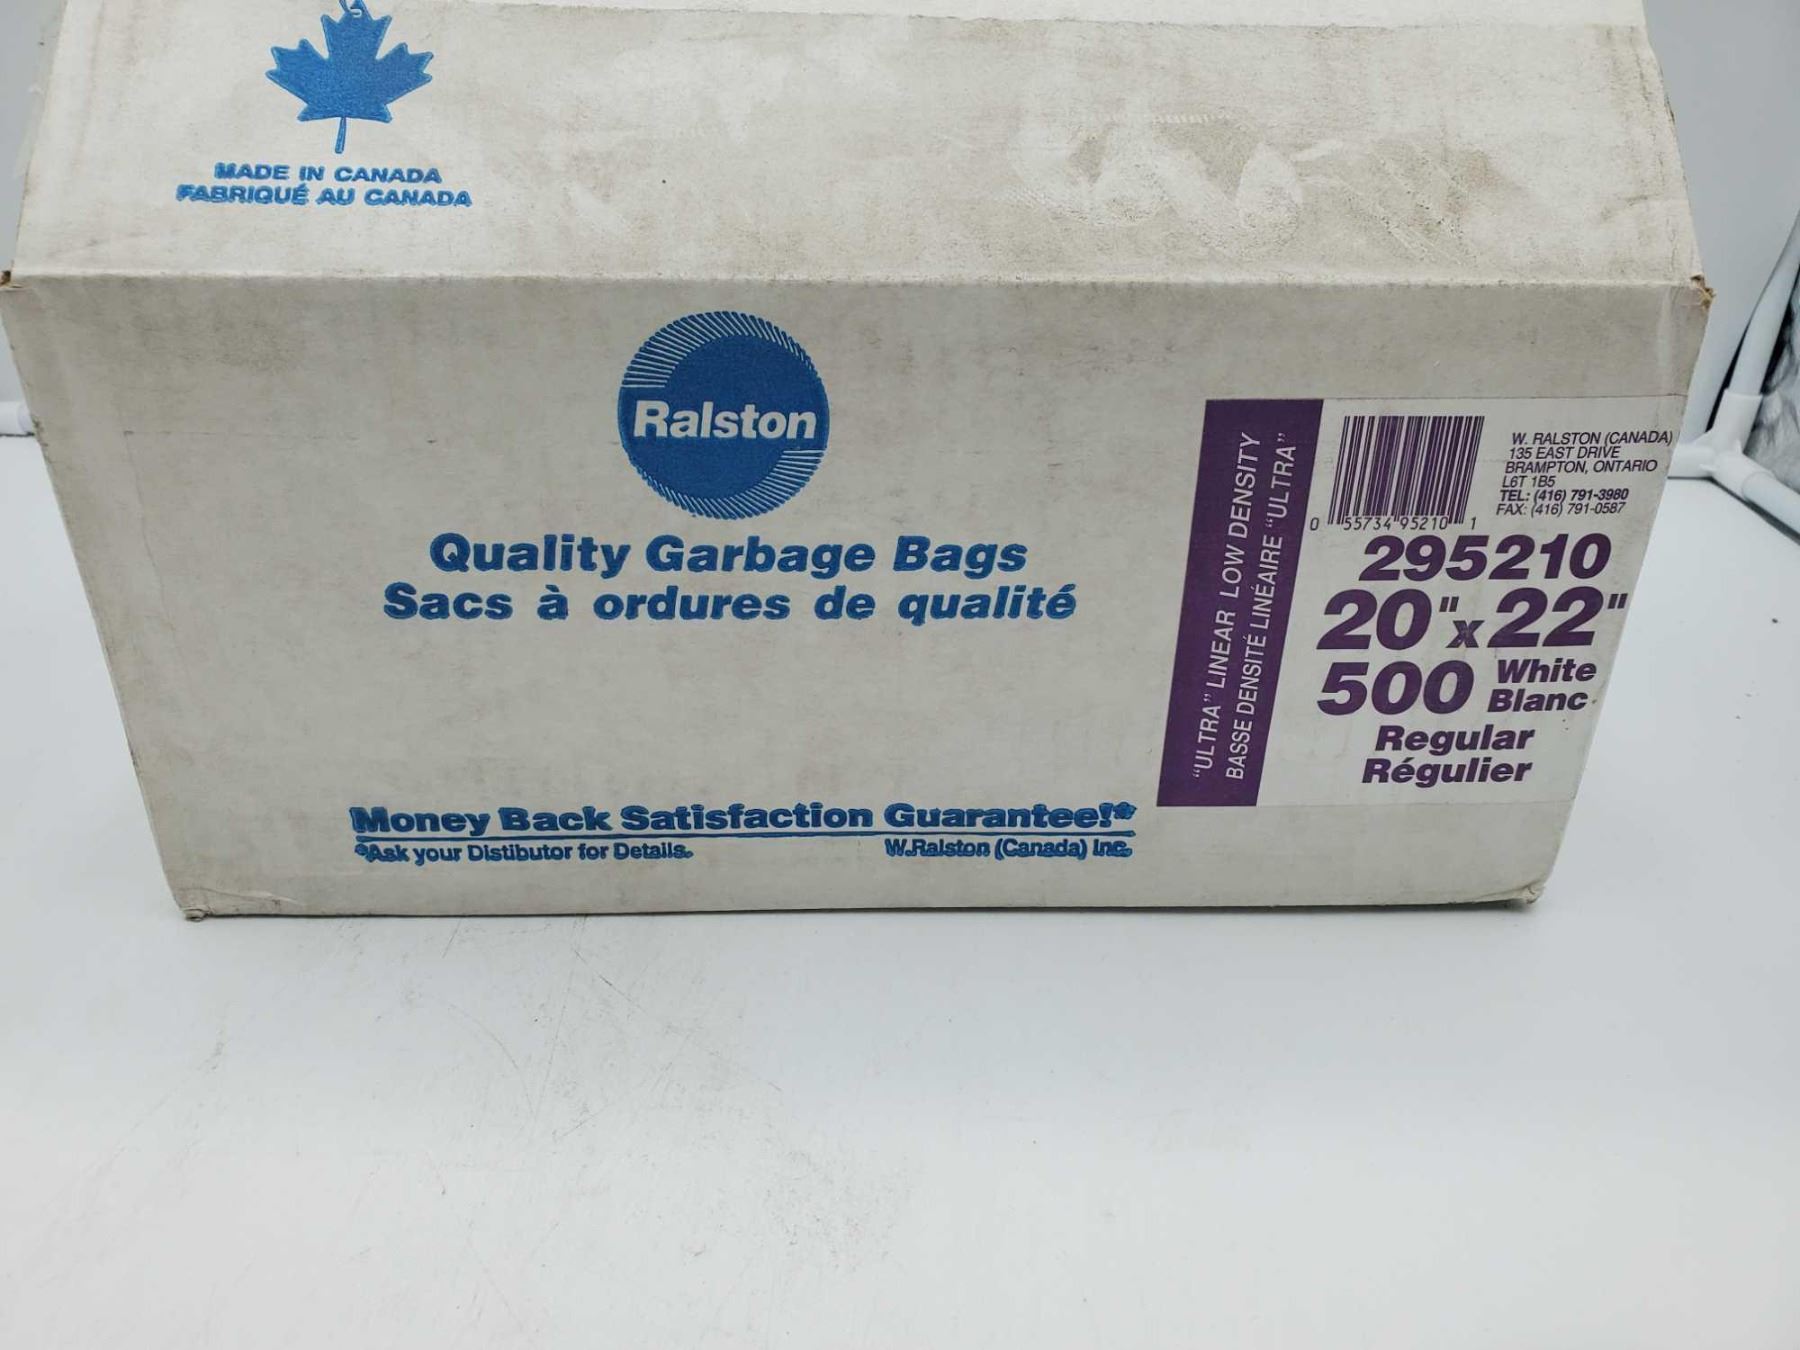 MADE IN CANADA
FABRIQUÉ AU CANADA
Ralston
Quality Garbage Bags
Sacs à ordures de qualité
Money Back Satisfaction Guarantee!*
*Ask your Distibutor for Details.
W.Ralston (Canada) Inc.
"ULTRA" LINEAR LOW DENSITY
BASSE DENSITÉ LINÉAIRE "ULTRA"
0 55734 95210 1
W. RALSTON (CANADA)
135 EAST DRIVE
BRAMPTON, ONTARIO
L6T 1B5
TEL: (416) 791-3980
FAX: (416) 791-0587
295210
20" x 22"
500 White
Blanc
Regular
Régulier